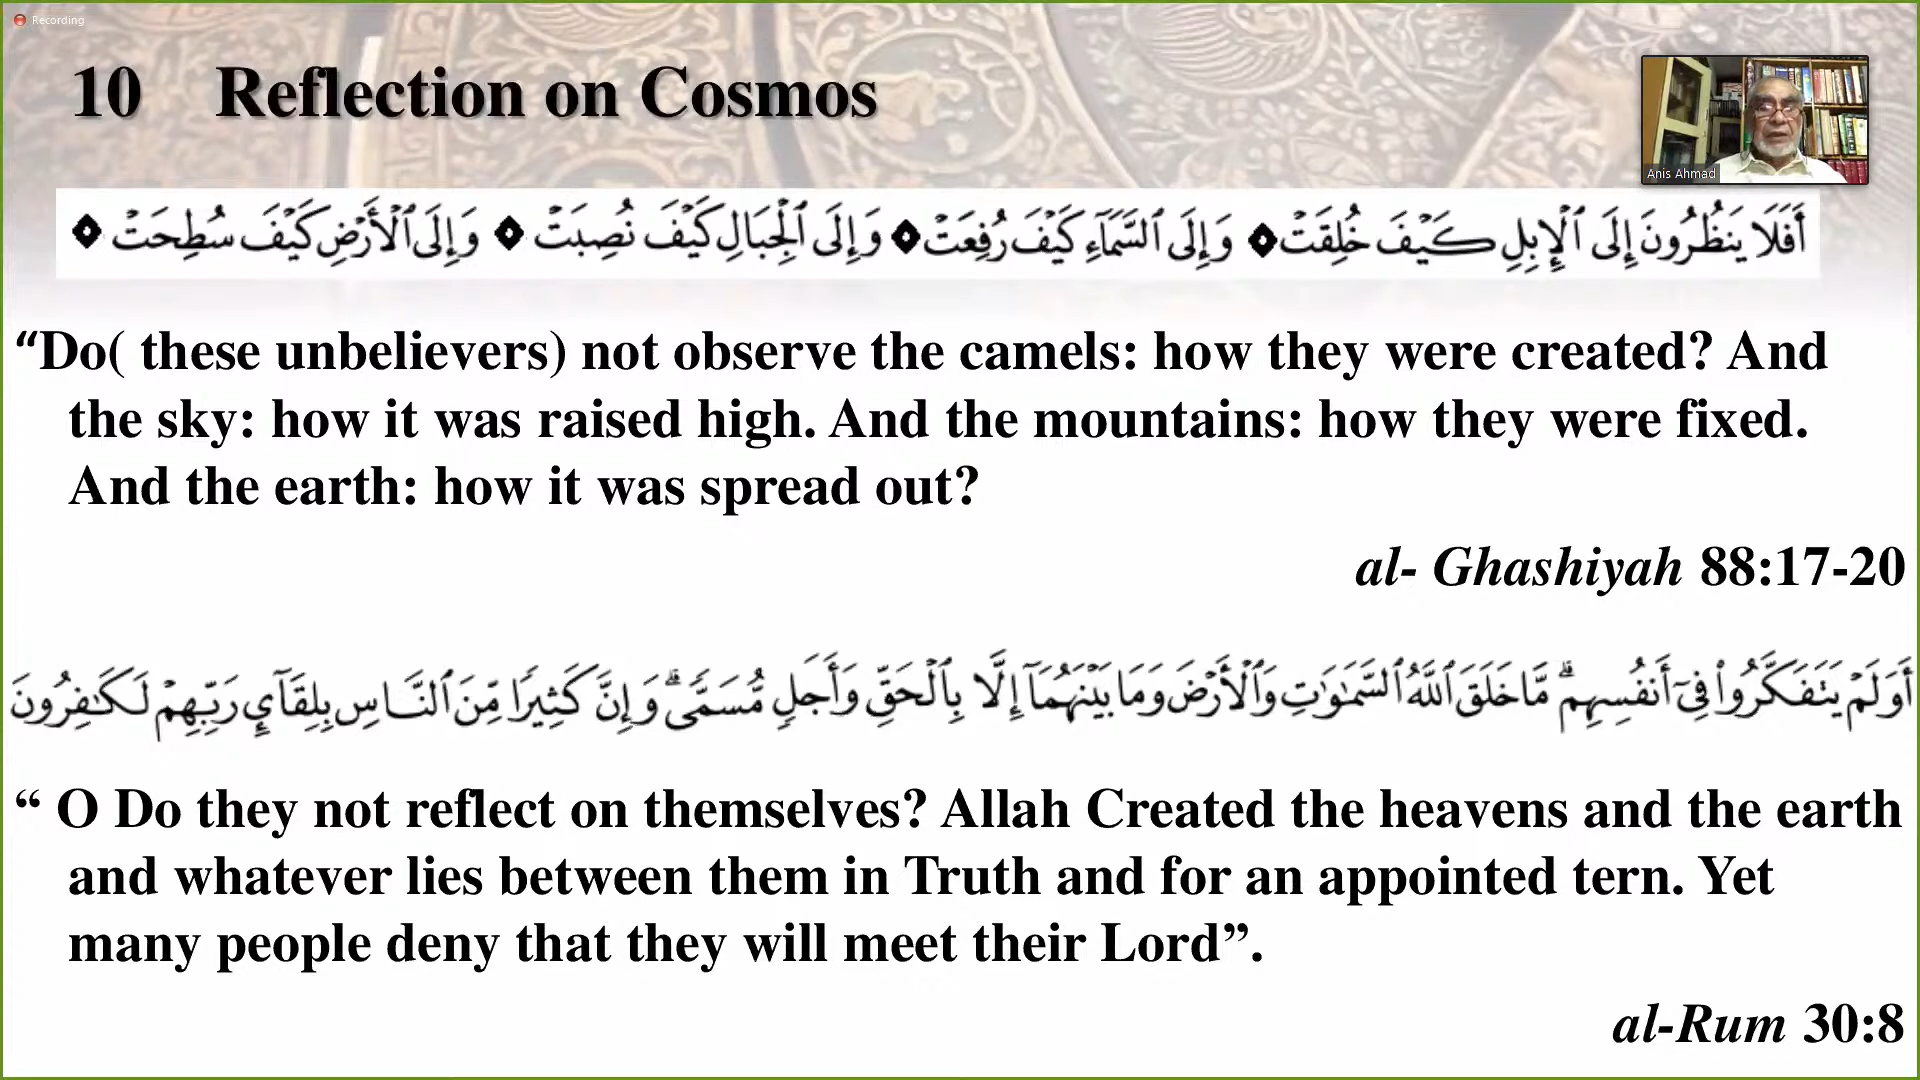 Recording
10 Reflection on Cosmos
Anis Ahmad
أَفَلَا يَنظُرُونَ إِلَى ٱلْإِبِلِ كَيْفَ خُلِقَتْ وَإِلَى ٱلسَّمَآءِ كَيْفَ رُفِعَتْ وَإِلَى ٱلْجِبَالِ كَيْفَ نُصِبَتْ وَإِلَى ٱلْأَرْضِ كَيْفَ سُطِحَتْ
“Do( these unbelievers) not observe the camels: how they were created? And
the sky: how it was raised high. And the mountains: how they were fixed.
And the earth: how it was spread out?
al- Ghashiyah 88:17-20
أَوَلَمْ يَتَفَكَّرُوا۟ فِىٓ أَنفُسِهِم ۗ مَّا خَلَقَ ٱللَّهُ ٱلسَّمَـٰوَٰتِ وَٱلْأَرْضَ وَمَا بَيْنَهُمَآ إِلَّا بِٱلْحَقِّ وَأَجَلٍ مُّسَمًّى ۗ وَإِنَّ كَثِيرًا مِّنَ ٱلنَّاسِ بِلِقَآئِ رَبِّهِمْ لَكَـٰفِرُونَ
“ O Do they not reflect on themselves? Allah Created the heavens and the earth
and whatever lies between them in Truth and for an appointed tern. Yet
many people deny that they will meet their Lord”.
al-Rum 30:8